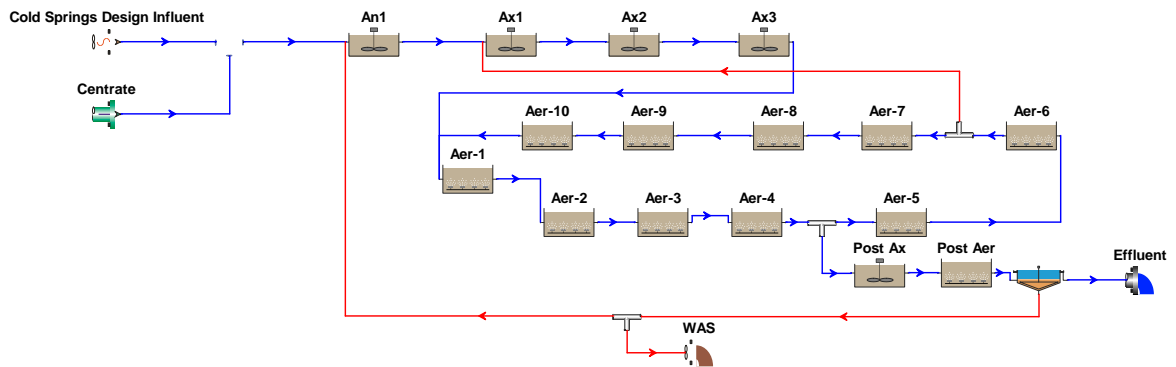 Cold Springs Design Influent
An1
Ax1
Ax2
Ax3
Centrate
Aer-10
Aer-9
Aer-8
Aer-7
Aer-6
Aer-1
Aer-2
Aer-3
Aer-4
Aer-5
Post Ax
Post Aer
Effluent
WAS